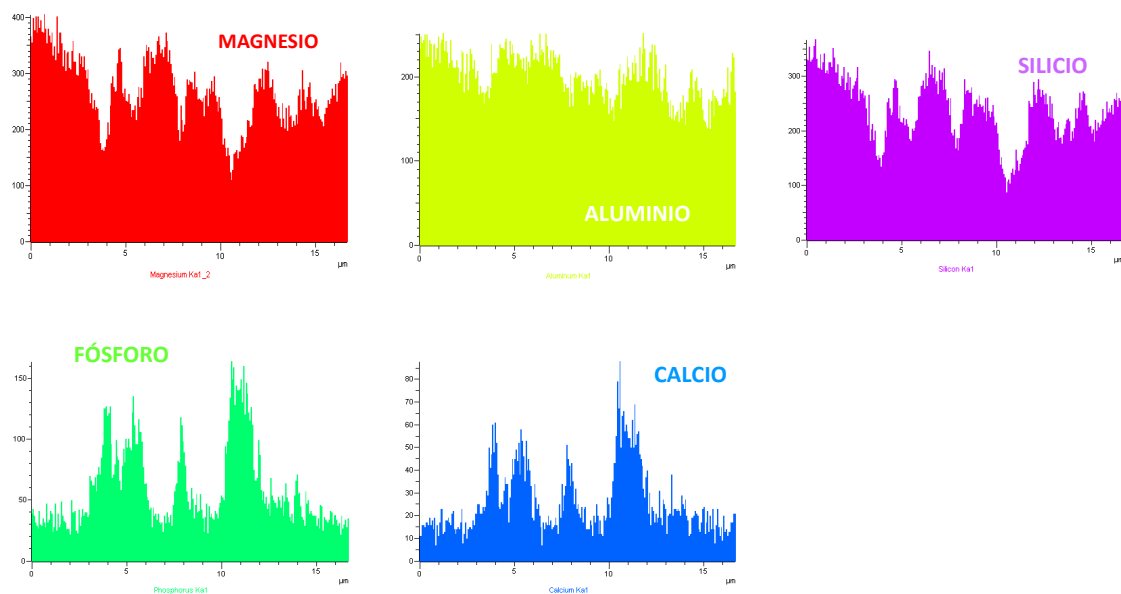 MAGNESIO
400
300
200
100
0
0 5 10 15
µm
Magnesium Ka1_2
ALUMINIO
200
100
0
0 5 10 15
µm
Aluminum Ka1
SILICIO
300
200
100
0
0 5 10 15
µm
Silicon Ka1
FÓSFORO
150
100
50
0
0 5 10 15
µm
Phosphorus Ka1
CALCIO
80
70
60
50
40
30
20
10
0
0 5 10 15
µm
Calcium Ka1